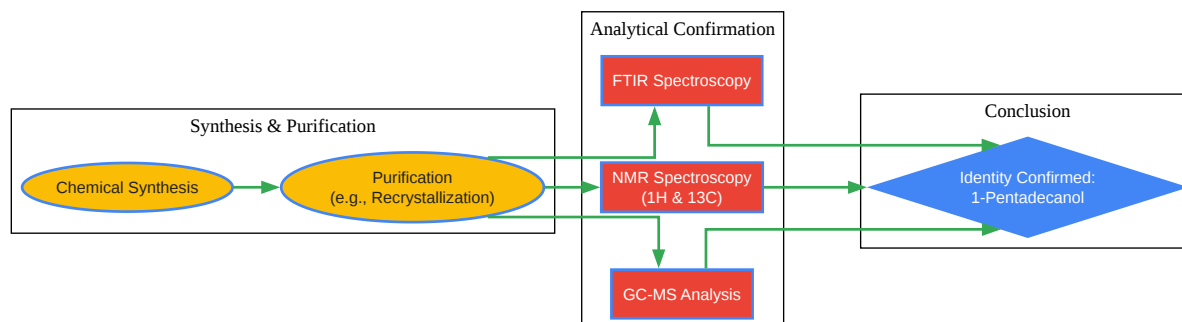 Synthesis & Purification
Chemical Synthesis
Purification
(e.g., Recrystallization)
Analytical Confirmation
FTIR Spectroscopy
NMR Spectroscopy
(1H & 13C)
GC-MS Analysis
Conclusion
Identity Confirmed:
1-Pentadecanol